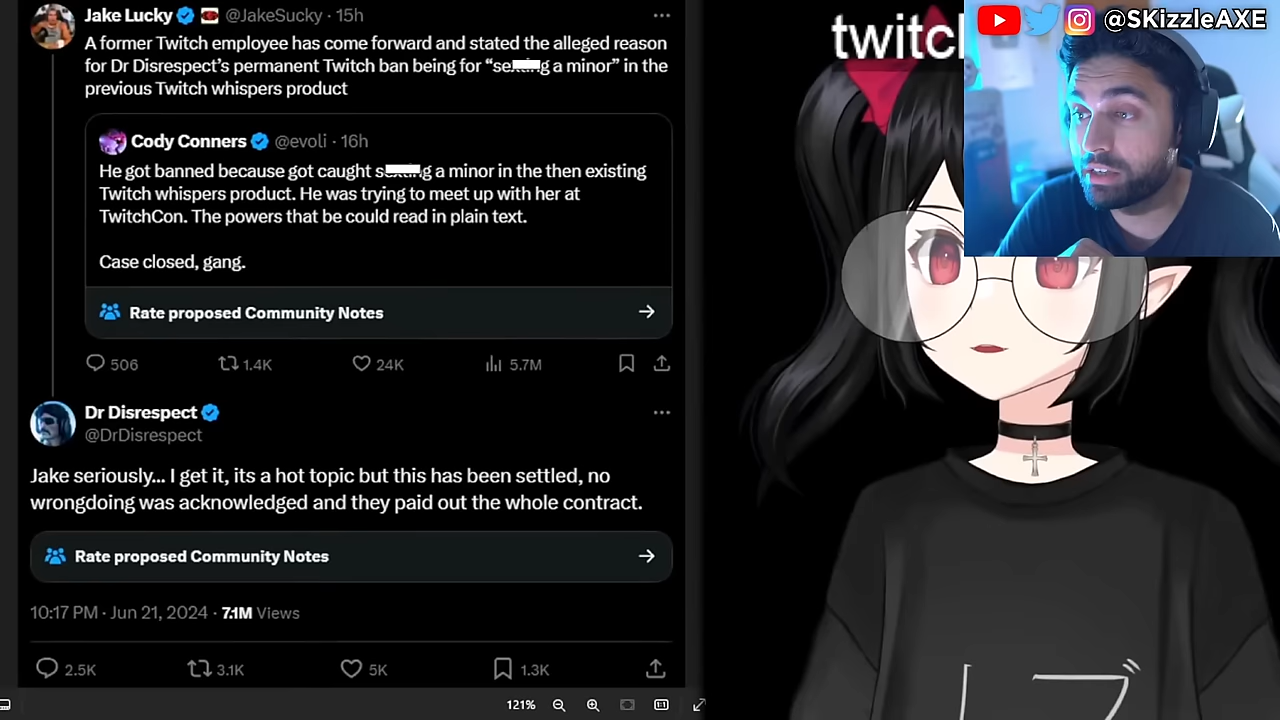 Jake Lucky @JakeSucky · 15h
A former Twitch employee has come forward and stated the alleged reason
for Dr Disrespect's permanent Twitch ban being for “se g a minor” in the
previous Twitch whispers product
Cody Conners @evoli · 16h
He got banned because got caught s g a minor in the then existing
Twitch whispers product. He was trying to meet up with her at
TwitchCon. The powers that be could read in plain text.
Case closed, gang.
Rate proposed Community Notes
506 1.4K 24K 5.7M
Dr Disrespect
@DrDisrespect
Jake seriously... I get it, its a hot topic but this has been settled, no
wrongdoing was acknowledged and they paid out the whole contract.
Rate proposed Community Notes
10:17 PM · Jun 21, 2024 · 7.1M Views
2.5K 3.1K 5K 1.3K
121%
twitc
@SKizzleAXE